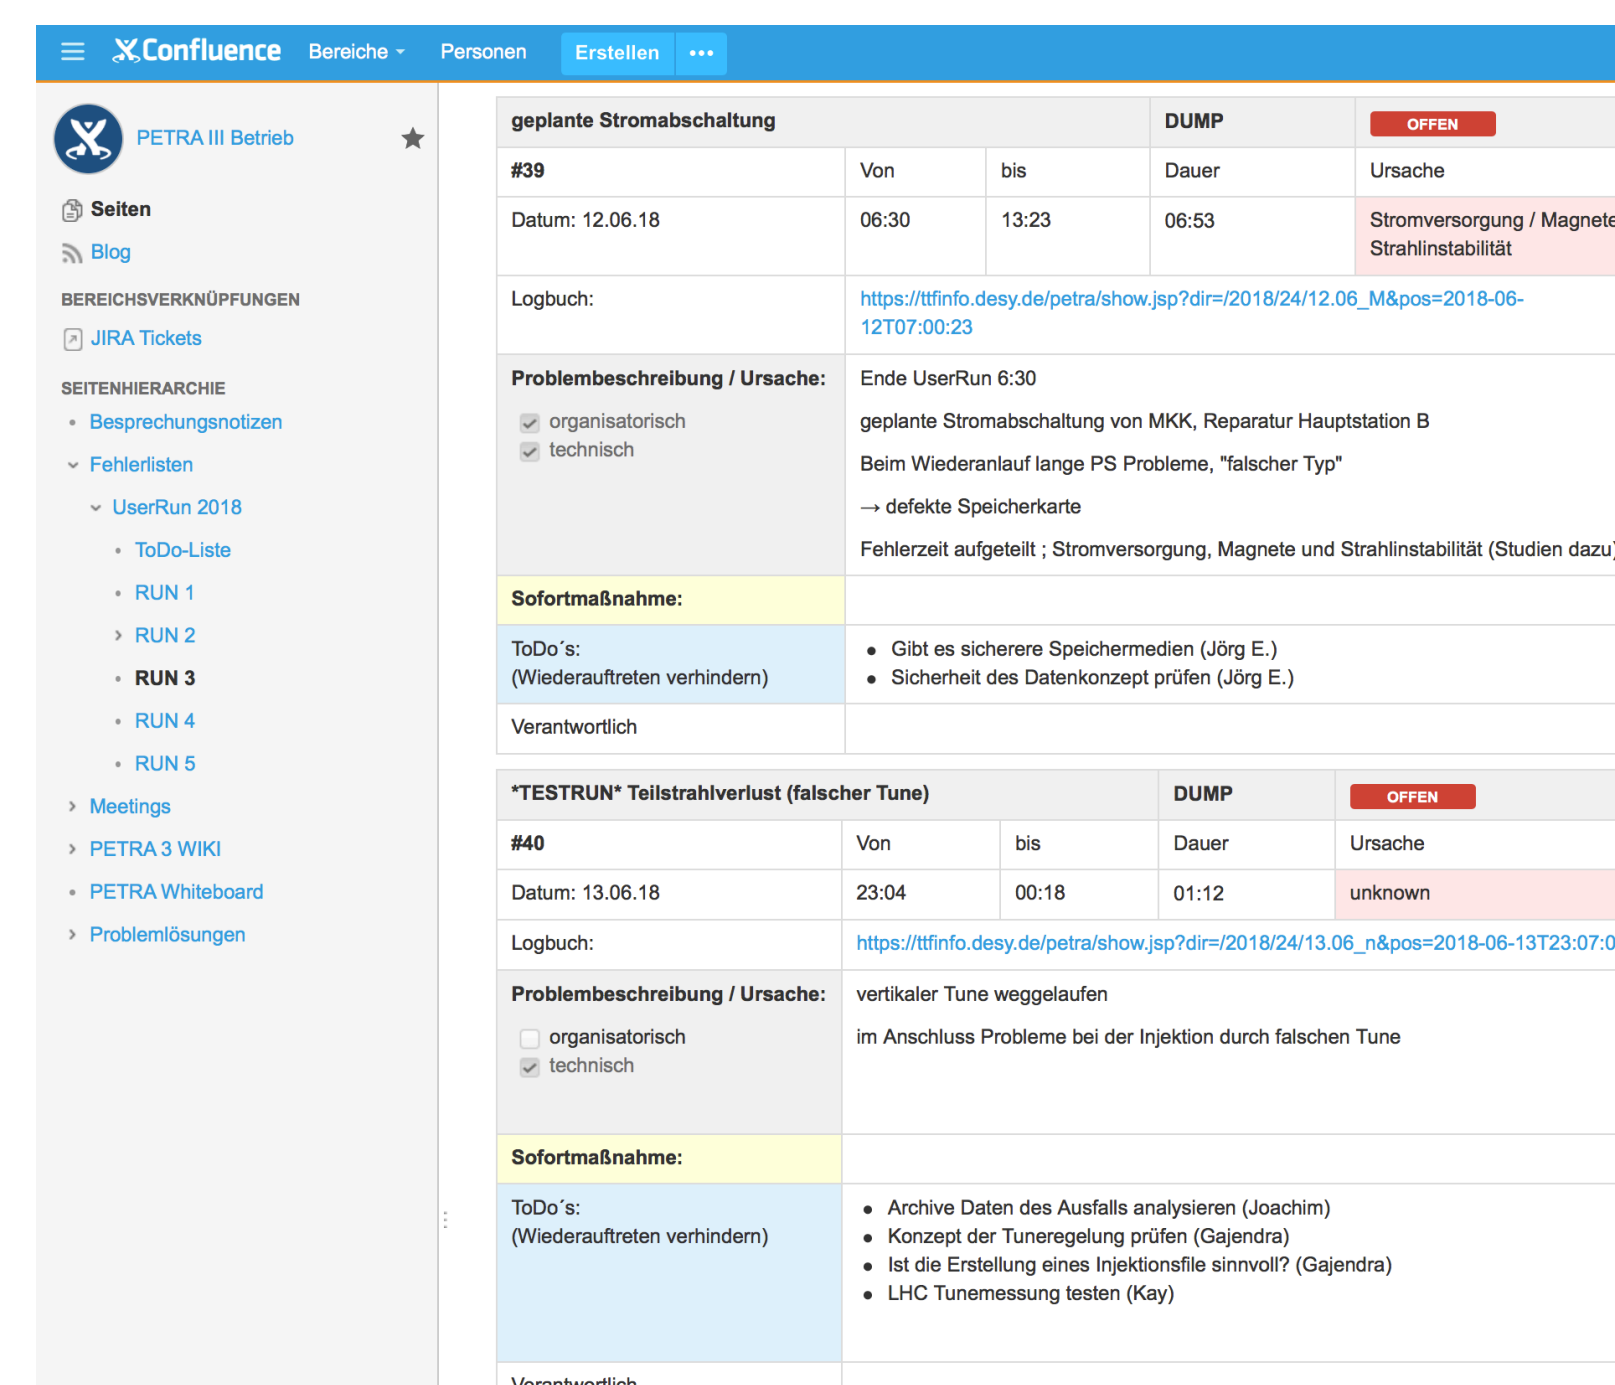 Confluence Bereiche Personen Erstellen •••
PETRA III Betrieb
Seiten
Blog
BEREICHSVERKNÜPFUNGEN
JIRA Tickets
SEITENHIERARCHIE
Besprechungsnotizen
Fehlerlisten
UserRun 2018
ToDo-Liste
RUN 1
RUN 2
RUN 3
RUN 4
RUN 5
Meetings
PETRA 3 WIKI
PETRA Whiteboard
Problemlösungen
geplante Stromabschaltung DUMP OFFEN
#39 Von bis Dauer Ursache
Datum: 12.06.18 06:30 13:23 06:53 Stromversorgung / Magnete
Strahlinstabilität
Logbuch: https://ttfinfo.desy.de/petra/show.jsp?dir=/2018/24/12.06_M&pos=2018-06-
12T07:00:23
Problembeschreibung / Ursache: Ende UserRun 6:30
organisatorisch geplante Stromabschaltung von MKK, Reparatur Hauptstation B
technisch Beim Wiederanlauf lange PS Probleme, "falscher Typ"
→ defekte Speicherkarte
Fehlerzeit aufgeteilt ; Stromversorgung, Magnete und Strahlinstabilität (Studien dazu)
Sofortmaßnahme:
ToDo´s: • Gibt es sicherere Speichermedien (Jörg E.)
(Wiederauftreten verhindern) • Sicherheit des Datenkonzept prüfen (Jörg E.)
Verantwortlich
*TESTRUN* Teilstrahlverlust (falscher Tune) DUMP OFFEN
#40 Von bis Dauer Ursache
Datum: 13.06.18 23:04 00:18 01:12 unknown
Logbuch: https://ttfinfo.desy.de/petra/show.jsp?dir=/2018/24/13.06_n&pos=2018-06-13T23:07:0
Problembeschreibung / Ursache: vertikaler Tune weggelaufen
organisatorisch im Anschluss Probleme bei der Injektion durch falschen Tune
technisch
Sofortmaßnahme:
ToDo´s: • Archive Daten des Ausfalls analysieren (Joachim)
(Wiederauftreten verhindern) • Konzept der Tuneregelung prüfen (Gajendra)
• Ist die Erstellung eines Injektionsfile sinnvoll? (Gajendra)
• LHC Tunemessung testen (Kay)
Verantwortlich